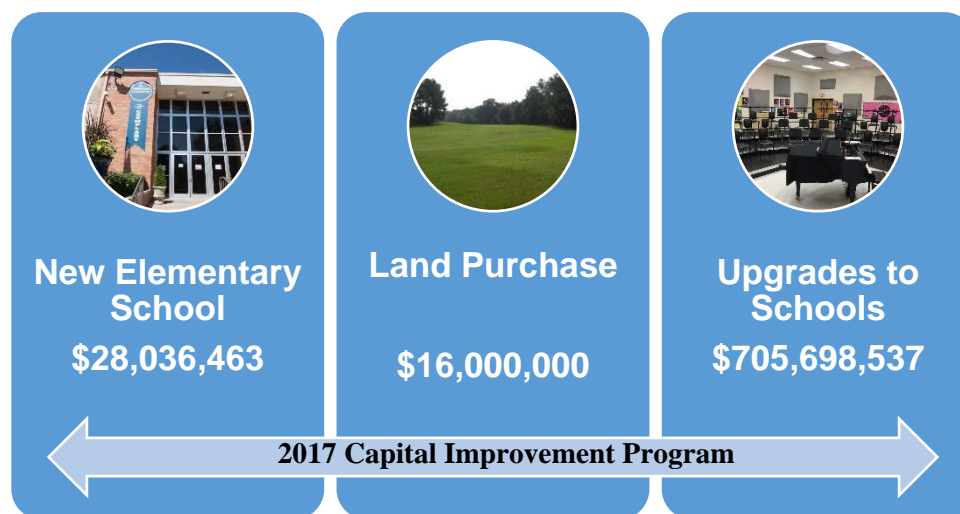 New Elementary
School
$28,036,463
Land Purchase
$16,000,000
Upgrades to
Schools
$705,698,537
2017 Capital Improvement Program